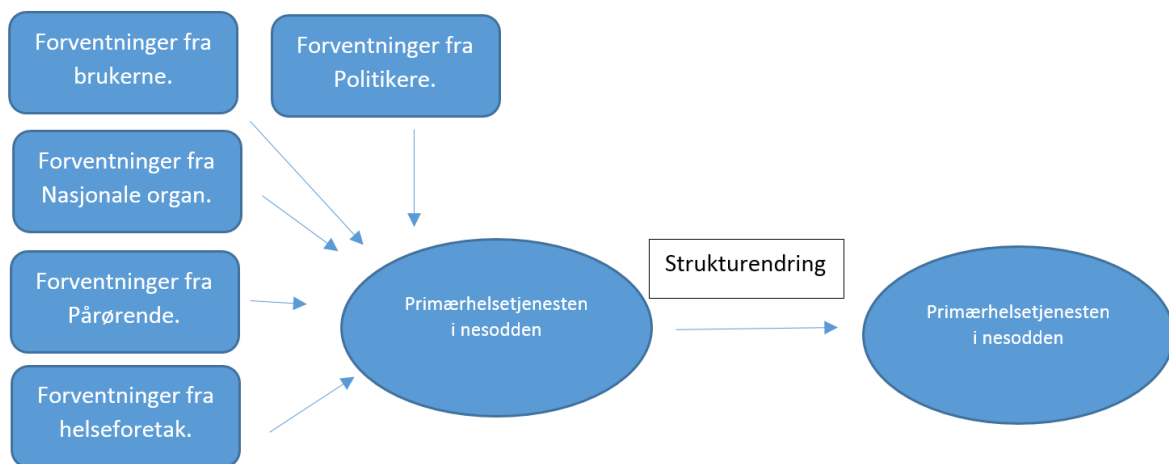 Forventninger fra
brukerne.
Forventninger fra
Politikere.
Forventninger fra
Nasjonale organ.
Forventninger fra
Pårørende.
Forventninger fra
helseforetak.
Primærhelsetjenesten
i nesodden
Strukturendring
Primærhelsetjenesten
i nesodden